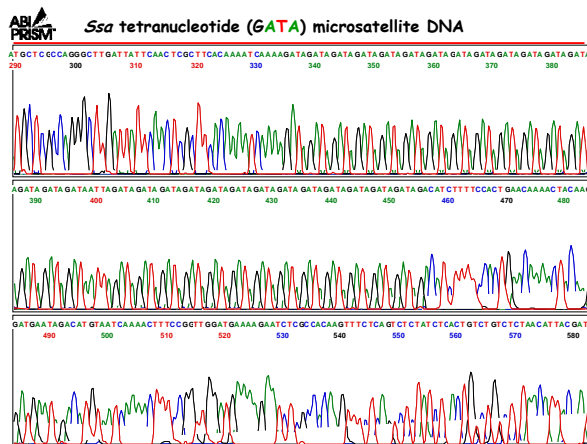 ABI PRISM
Ssa tetranucleotide (GATA) microsatellite DNA
ATGCTCCCCAGGGCTTGATTATTCAACTCGCTTCACAAAATCAAAAGATAGATAGATAGATAGATAGATAGATAGATAGATAGATAGATAGATAGATA
290 300 310 320 330 340 350 360 370 380
AGATAGATAGATAATTAGATAGATAGATAGATAGATAGATAGATAGATAGATAGATAGATAGATAGATAGACATCTTTTCCACTGAACAAAACTACAAG
390 400 410 420 430 440 450 460 470 480
GATGAATAGACATGTAATCAAAACTTTCCGGTTGGATGAAAAGAATCTCGCCACAAGTTTCTCAGTCTCTATCTCACTGTCTGTCTCTAACATTACGAT
490 500 510 520 530 540 550 560 570 580